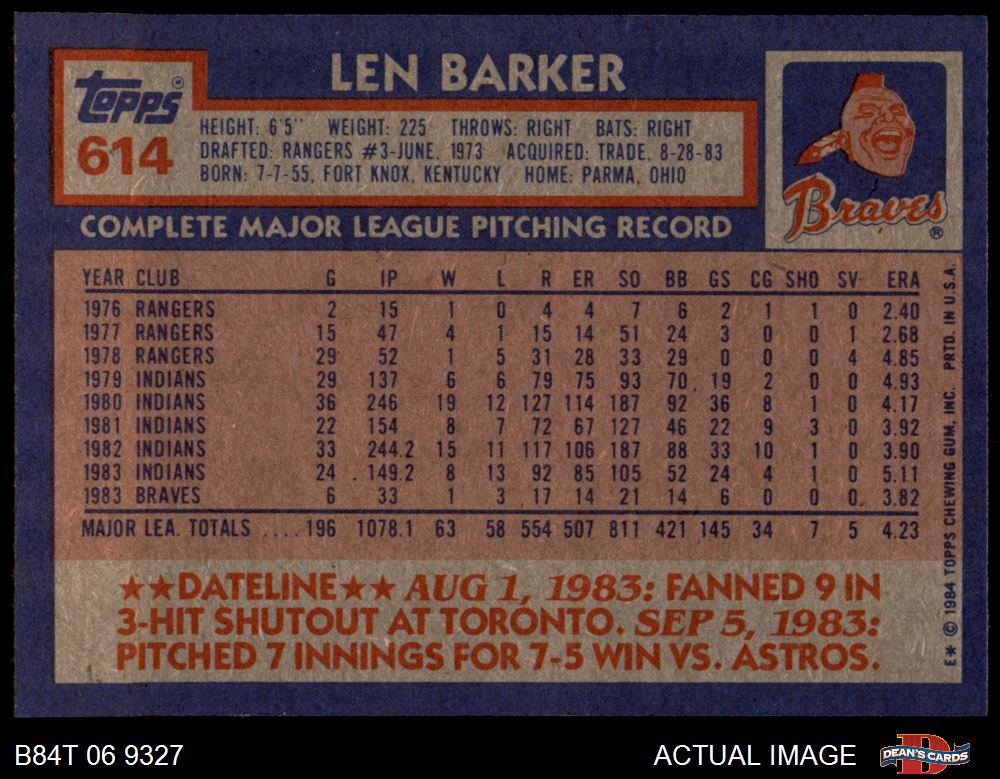 LEN BARKER
Topps®
614
HEIGHT: 6'5" WEIGHT: 225 THROWS: RIGHT BATS: RIGHT
DRAFTED: RANGERS #3-JUNE, 1973 ACQUIRED: TRADE, 8-28-83
BORN: 7-7-55, FORT KNOX, KENTUCKY HOME: PARMA, OHIO
Braves®
COMPLETE MAJOR LEAGUE PITCHING RECORD
YEAR CLUB G IP W L R ER SO BB GS CG SHO SV ERA
1976 RANGERS 2 15 1 0 4 4 7 6 2 1 1 0 2.40
1977 RANGERS 15 47 4 1 15 14 51 24 3 0 0 1 2.68
1978 RANGERS 29 52 1 5 31 28 33 29 0 0 0 4 4.85
1979 INDIANS 29 137 6 6 79 75 93 70 19 2 0 0 4.93
1980 INDIANS 36 246 19 12 127 114 187 92 36 8 1 0 4.17
1981 INDIANS 22 154 8 7 72 67 127 46 22 9 3 0 3.92
1982 INDIANS 33 244.2 15 11 117 106 187 88 33 10 1 0 3.90
1983 INDIANS 24 149.2 8 13 92 85 105 52 24 4 1 0 5.11
1983 BRAVES 6 33 1 3 17 14 21 14 6 0 0 0 3.82
MAJOR LEA. TOTALS .... 196 1078.1 63 58 554 507 811 421 145 34 7 5 4.23
★★DATELINE★★ AUG 1, 1983: FANNED 9 IN
3-HIT SHUTOUT AT TORONTO. SEP 5, 1983:
PITCHED 7 INNINGS FOR 7-5 WIN VS. ASTROS.
E* © 1984 TOPPS CHEWING GUM, INC. PRTD. IN U.S.A.
B84T 06 9327
ACTUAL IMAGE
DEAN'S CARDS